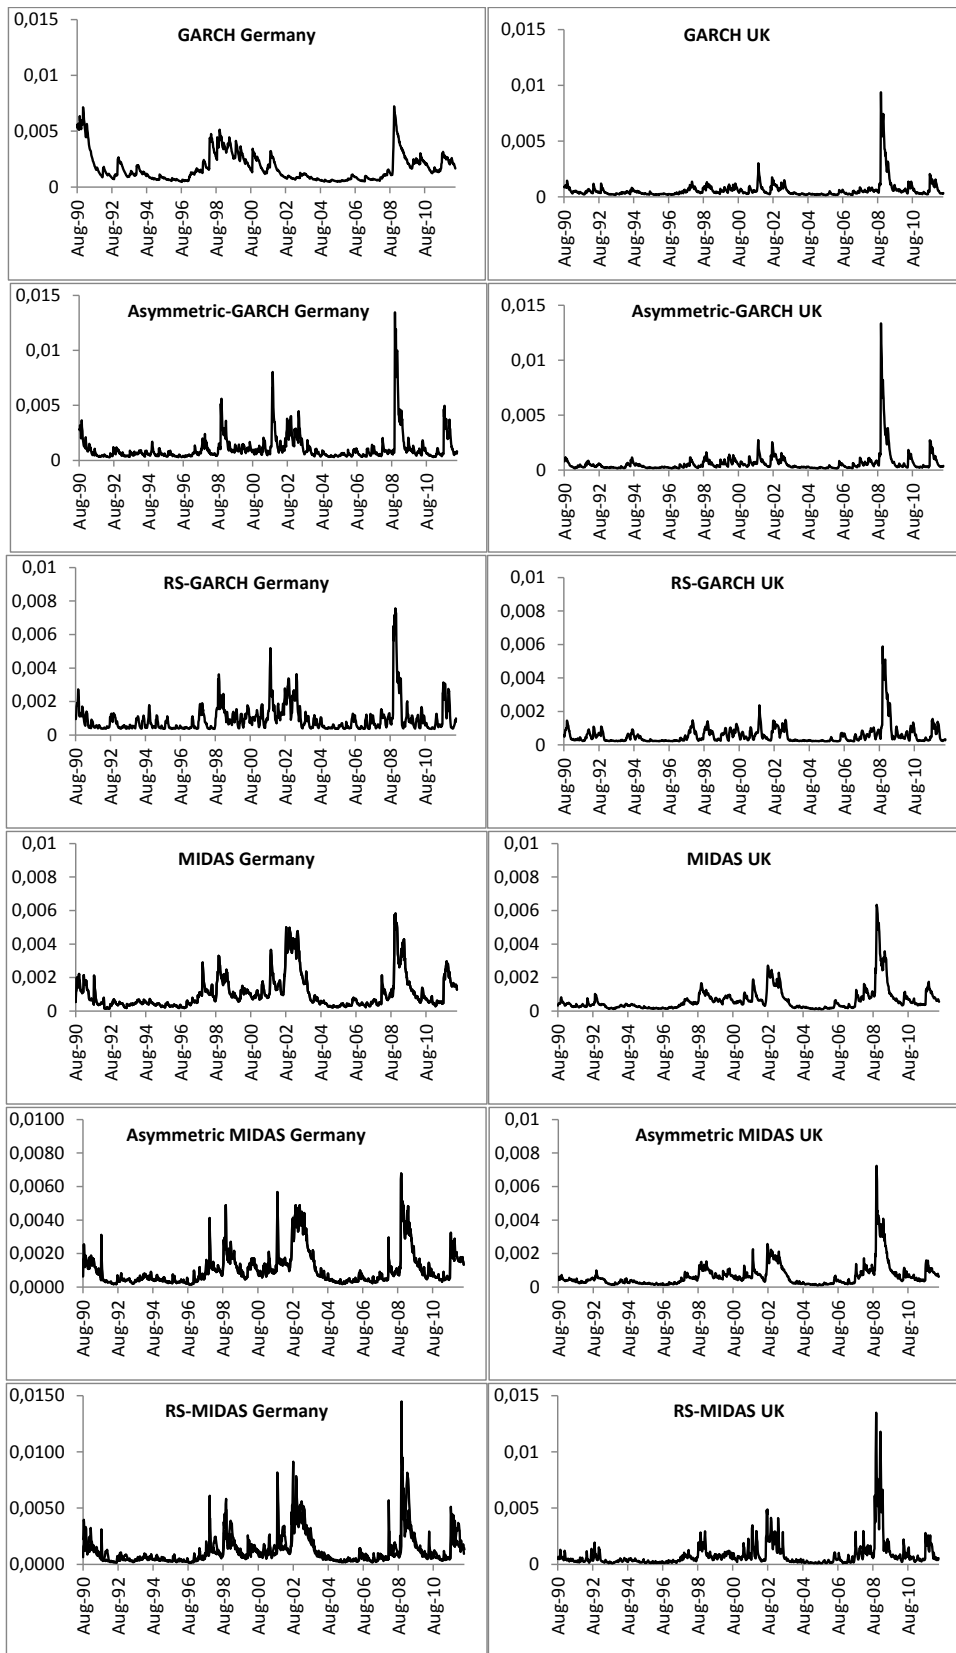 GARCH Germany
0,015
0,01
0,005
0
Aug-90
Aug-92
Aug-94
Aug-96
Aug-98
Aug-00
Aug-02
Aug-04
Aug-06
Aug-08
Aug-10
GARCH UK
0,015
0,01
0,005
0
Aug-90
Aug-92
Aug-94
Aug-96
Aug-98
Aug-00
Aug-02
Aug-04
Aug-06
Aug-08
Aug-10
Asymmetric-GARCH Germany
0,015
0,01
0,005
0
Aug-90
Aug-92
Aug-94
Aug-96
Aug-98
Aug-00
Aug-02
Aug-04
Aug-06
Aug-08
Aug-10
Asymmetric-GARCH UK
0,015
0,01
0,005
0
Aug-90
Aug-92
Aug-94
Aug-96
Aug-98
Aug-00
Aug-02
Aug-04
Aug-06
Aug-08
Aug-10
RS-GARCH Germany
0,01
0,008
0,006
0,004
0,002
0
Aug-90
Aug-92
Aug-94
Aug-96
Aug-98
Aug-00
Aug-02
Aug-04
Aug-06
Aug-08
Aug-10
RS-GARCH UK
0,01
0,008
0,006
0,004
0,002
0
Aug-90
Aug-92
Aug-94
Aug-96
Aug-98
Aug-00
Aug-02
Aug-04
Aug-06
Aug-08
Aug-10
MIDAS Germany
0,01
0,008
0,006
0,004
0,002
0
Aug-90
Aug-92
Aug-94
Aug-96
Aug-98
Aug-00
Aug-02
Aug-04
Aug-06
Aug-08
Aug-10
MIDAS UK
0,01
0,008
0,006
0,004
0,002
0
Aug-90
Aug-92
Aug-94
Aug-96
Aug-98
Aug-00
Aug-02
Aug-04
Aug-06
Aug-08
Aug-10
Asymmetric MIDAS Germany
0,0100
0,0080
0,0060
0,0040
0,0020
0,0000
Aug-90
Aug-92
Aug-94
Aug-96
Aug-98
Aug-00
Aug-02
Aug-04
Aug-06
Aug-08
Aug-10
Asymmetric MIDAS UK
0,01
0,008
0,006
0,004
0,002
0
Aug-90
Aug-92
Aug-94
Aug-96
Aug-98
Aug-00
Aug-02
Aug-04
Aug-06
Aug-08
Aug-10
RS-MIDAS Germany
0,0150
0,0100
0,0050
0,0000
Aug-90
Aug-92
Aug-94
Aug-96
Aug-98
Aug-00
Aug-02
Aug-04
Aug-06
Aug-08
Aug-10
RS-MIDAS UK
0,015
0,01
0,005
0
Aug-90
Aug-92
Aug-94
Aug-96
Aug-98
Aug-00
Aug-02
Aug-04
Aug-06
Aug-08
Aug-10